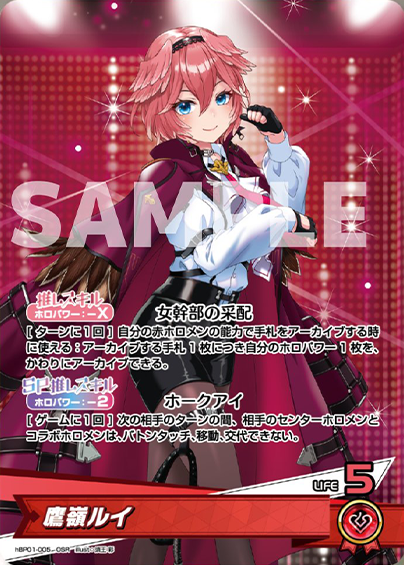 SAMPLE
推しスキル
ホロパワー:-X
女幹部の采配
[ターンに1回]自分の赤ホロメンの能力で手札をアーカイブする時
に使える:アーカイブする手札1枚につき自分のホロパワー1枚を、
かわりにアーカイブできる。
SP推しスキル
ホロパワー:-2
ホークアイ
[ゲームに1回]次の相手のターンの間、相手のセンターホロメンと
コラボホロメンは、バトンタッチ、移動、交代できない。
LIFE 5
鷹嶺ルイ
hBP01-005 OSR Illust: